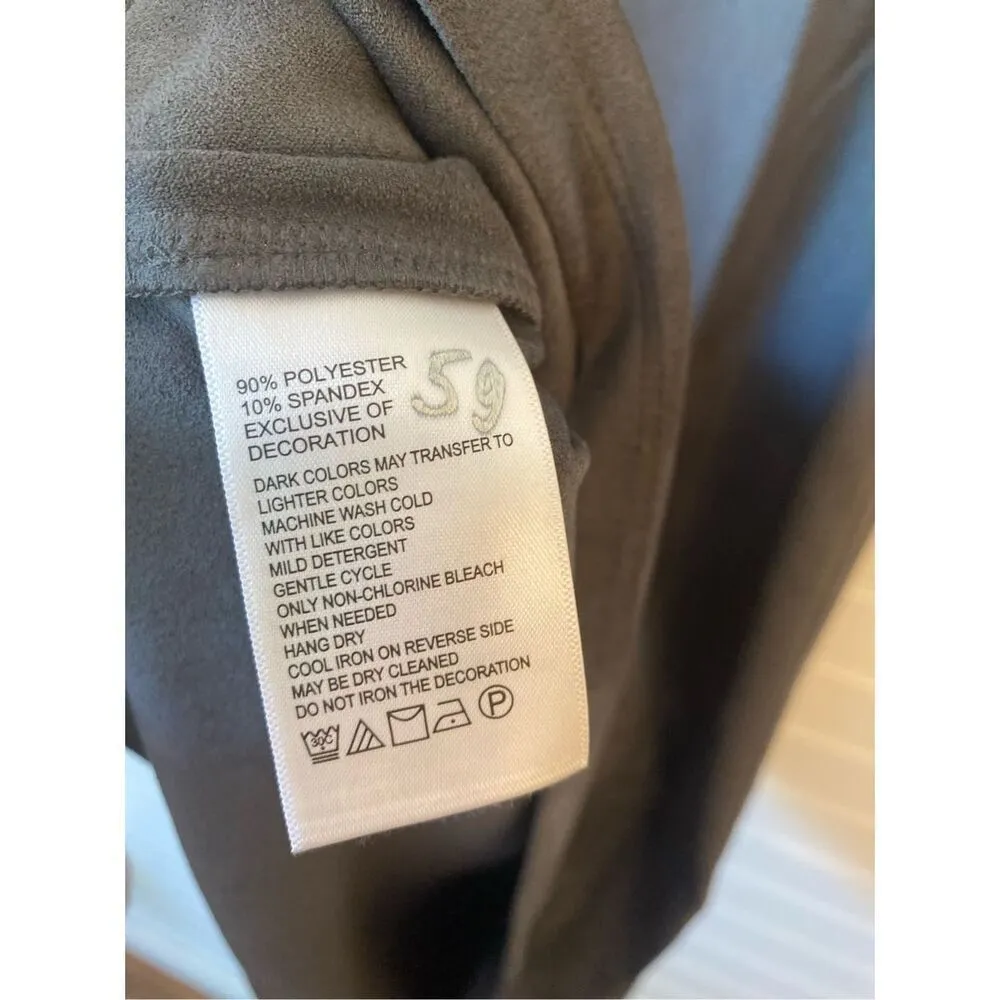 90% POLYESTER
10% SPANDEX
EXCLUSIVE OF
DECORATION
59
DARK COLORS MAY TRANSFER TO
LIGHTER COLORS
MACHINE WASH COLD
WITH LIKE COLORS
MILD DETERGENT
GENTLE CYCLE
ONLY NON-CHLORINE BLEACH
WHEN NEEDED
HANG DRY
COOL IRON ON REVERSE SIDE
MAY BE DRY CLEANED
DO NOT IRON THE DECORATION
30C P